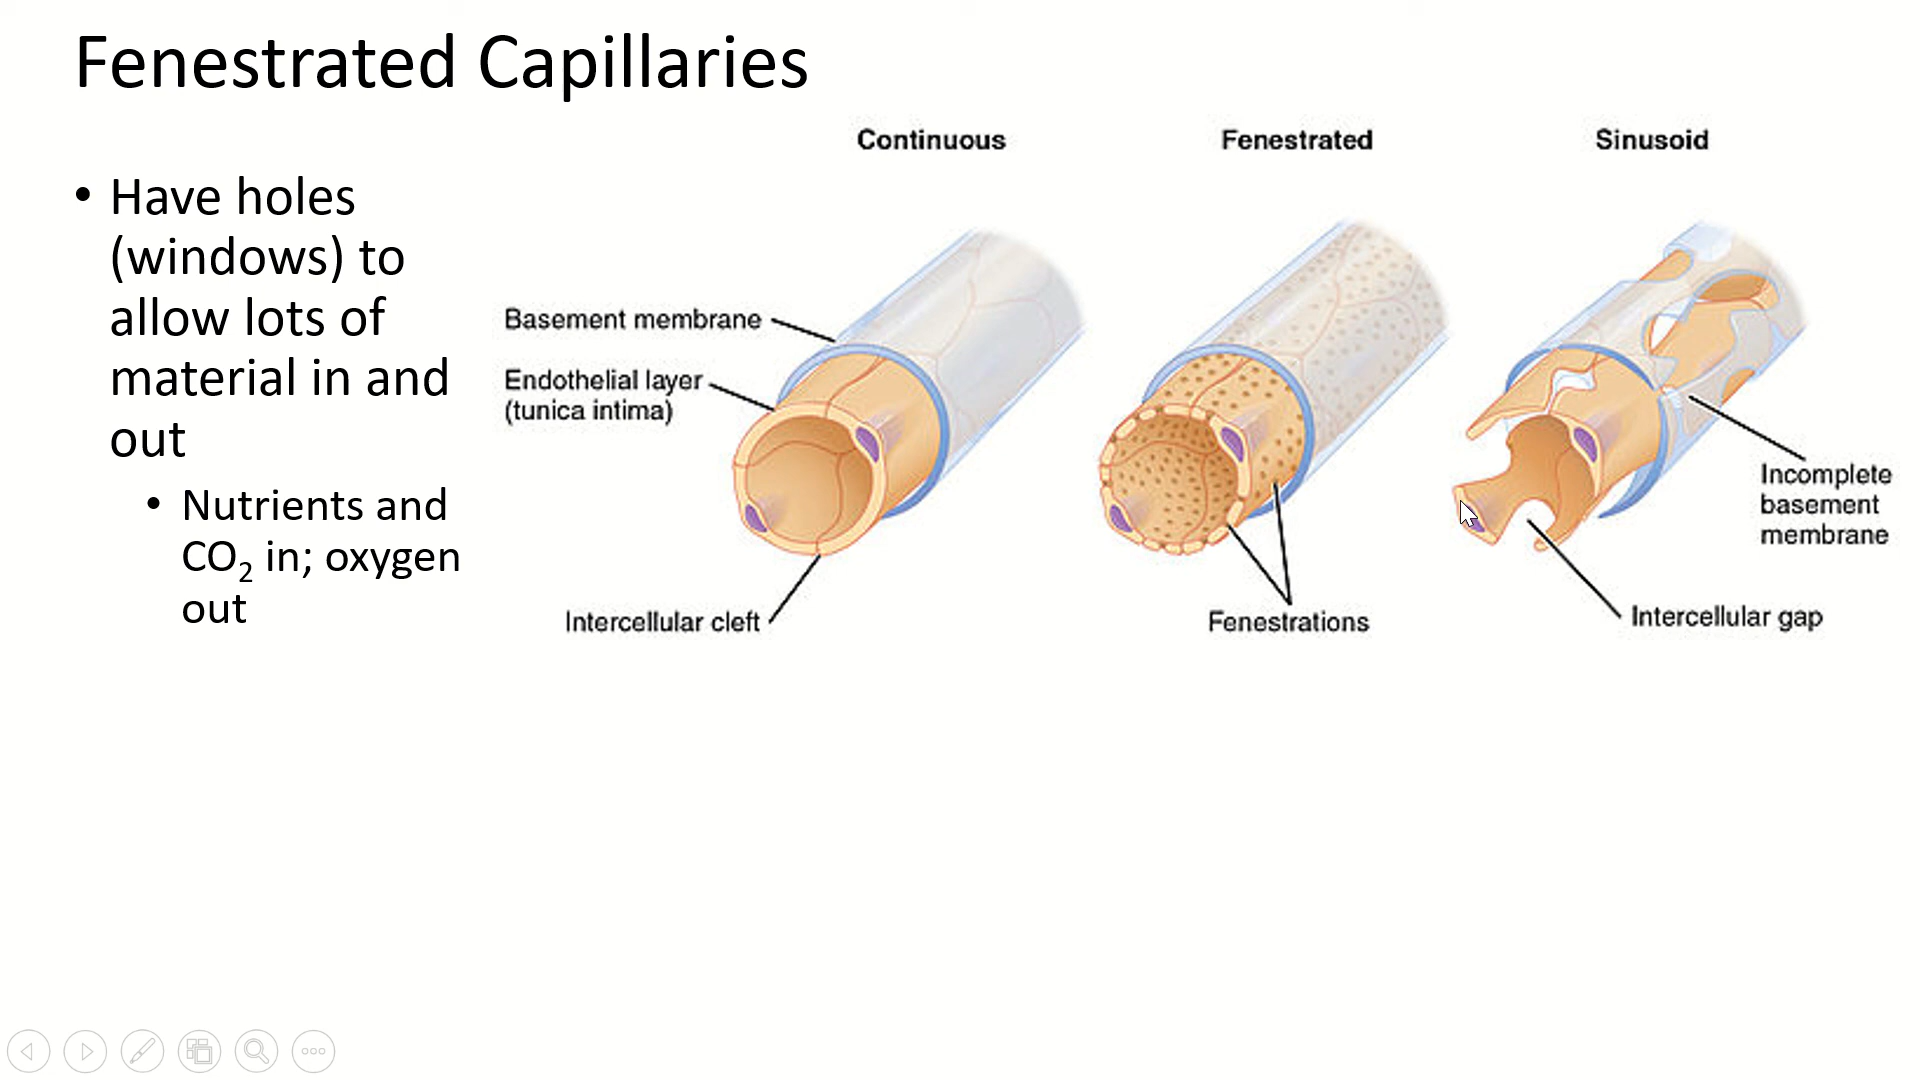 Fenestrated Capillaries
• Have holes
(windows) to
allow lots of
material in and
out
• Nutrients and
CO₂ in; oxygen
out
Continuous
Fenestrated
Sinusoid
Basement membrane
Endothelial layer
(tunica intima)
Intercellular cleft
Fenestrations
Incomplete
basement
membrane
Intercellular gap